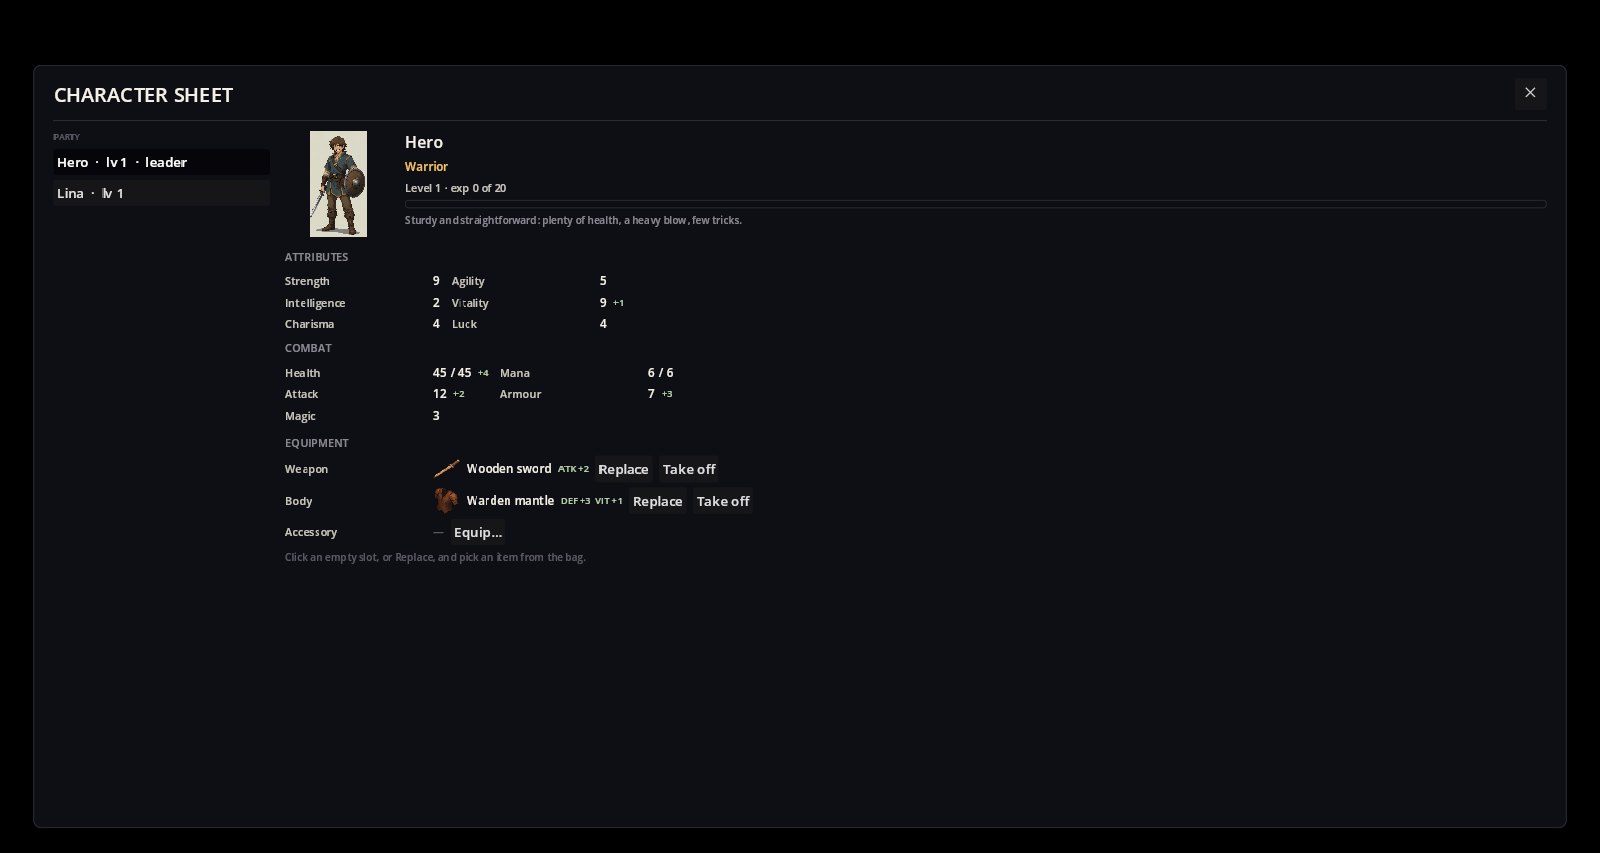 CHARACTER SHEET
PARTY
Hero · lv 1 · leader
Lina · lv 1
Hero
Warrior
Level 1 · exp 0 of 20
Sturdy and straightforward: plenty of health, a heavy blow, few tricks.
ATTRIBUTES
Strength 9 Agility 5
Intelligence 2 Vitality 9 +1
Charisma 4 Luck 4
COMBAT
Health 45 / 45 +4 Mana 6 / 6
Attack 12 +2 Armour 7 +3
Magic 3
EQUIPMENT
Weapon Wooden sword ATK +2 Replace Take off
Body Warden mantle DEF +3 VIT +1 Replace Take off
Accessory — Equip...
Click an empty slot, or Replace, and pick an item from the bag.